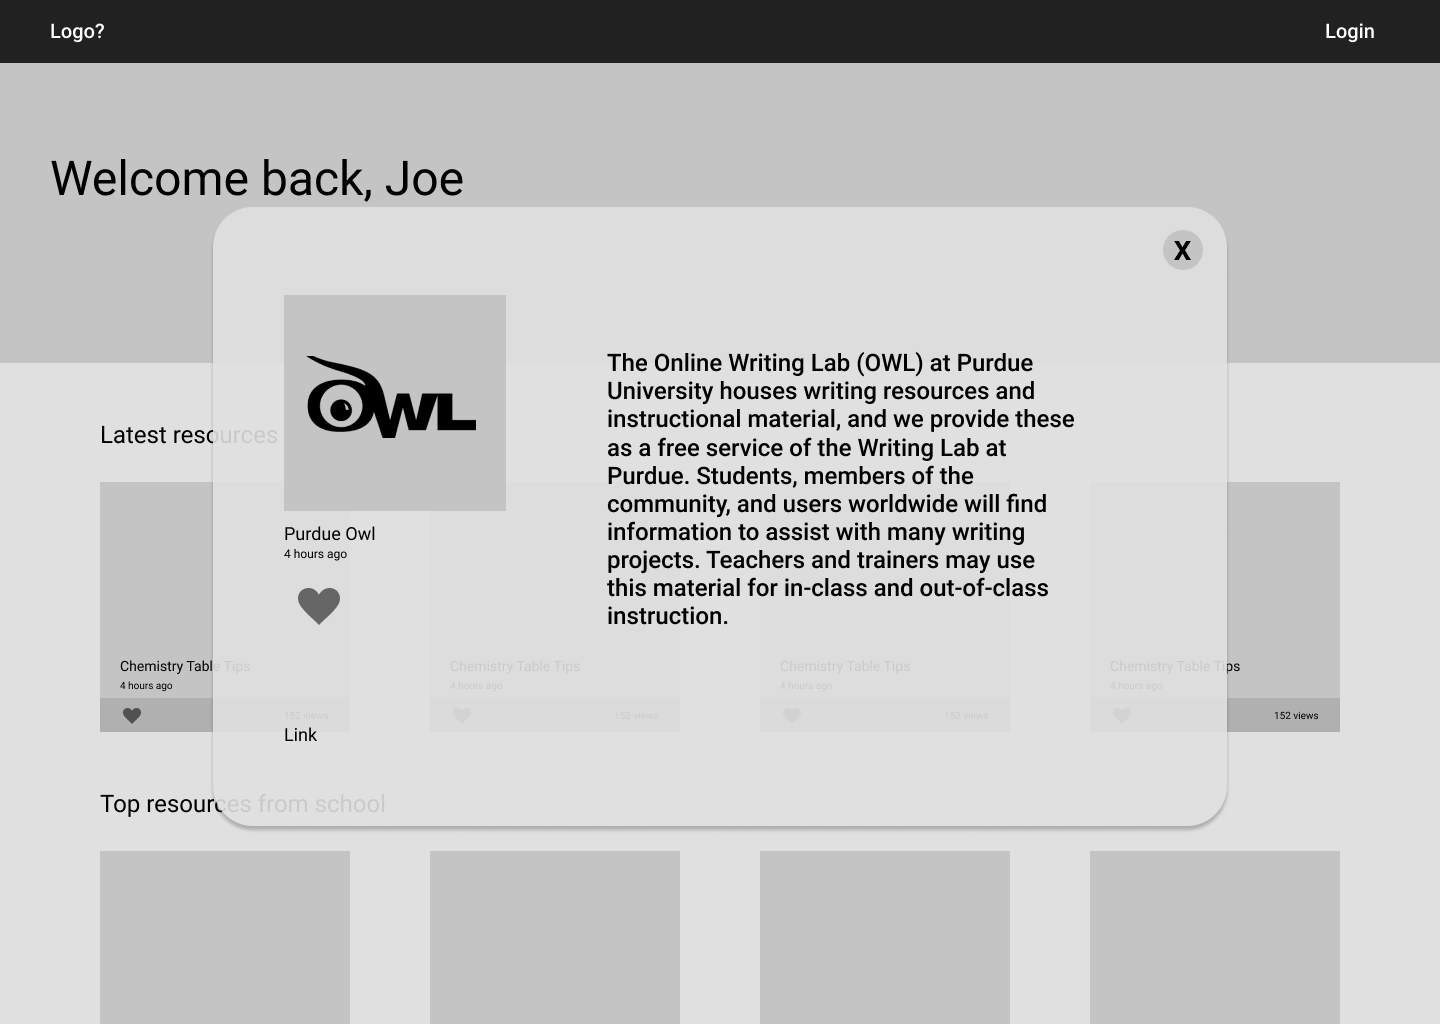 Logo?
Login
Welcome back, Joe
X
OWL
The Online Writing Lab (OWL) at Purdue
University houses writing resources and
instructional material, and we provide these
as a free service of the Writing Lab at
Purdue. Students, members of the
community, and users worldwide will find
information to assist with many writing
projects. Teachers and trainers may use
this material for in-class and out-of-class
instruction.
Latest resources
Purdue Owl
4 hours ago
Chemistry Table Tips
4 hours ago
152 views
Chemistry Table Tips
4 hours ago
152 views
Chemistry Table Tips
4 hours ago
152 views
Chemistry Table Tips
4 hours ago
152 views
Link
Top resources from school